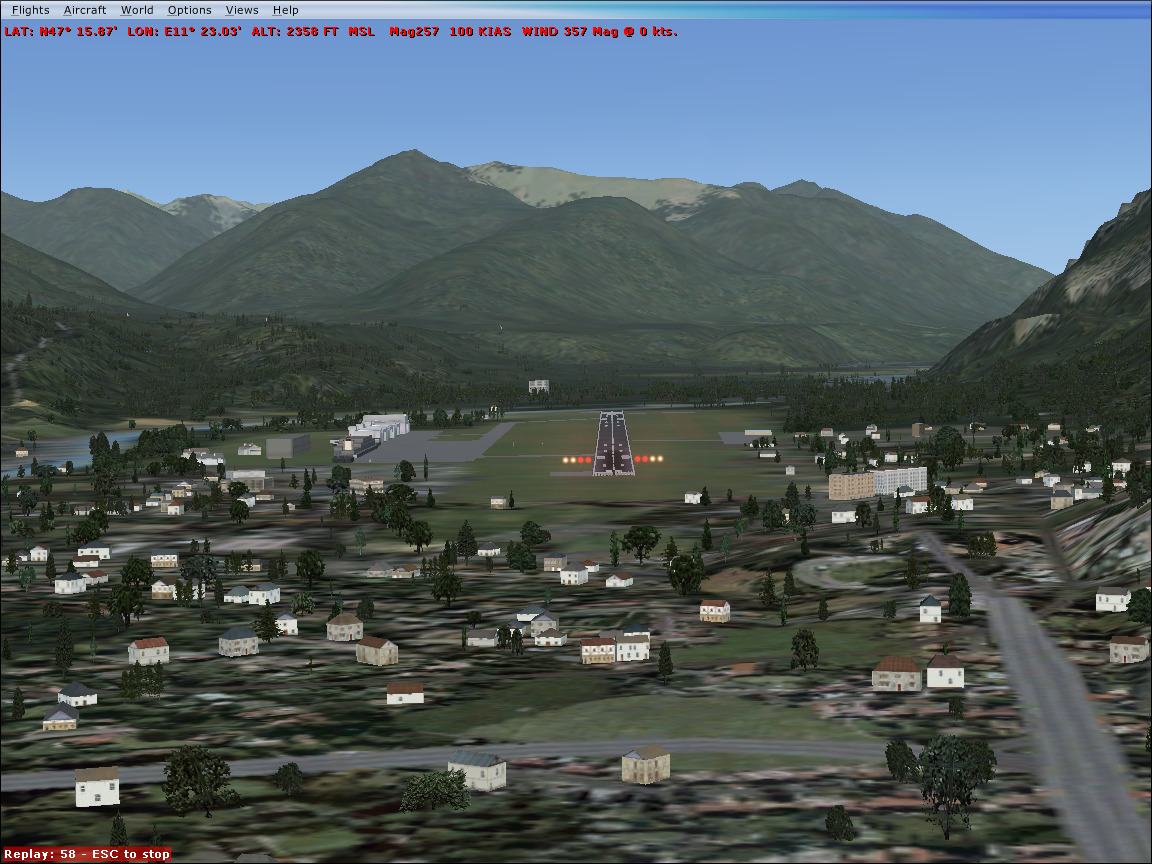 Flights Aircraft World Options Views Help
LAT: N47° 15.87' LON: E11° 23.03' ALT: 2358 FT MSL Mag257 100 KIAS WIND 357 Mag @ 0 kts.
Replay: 58 - ESC to stop